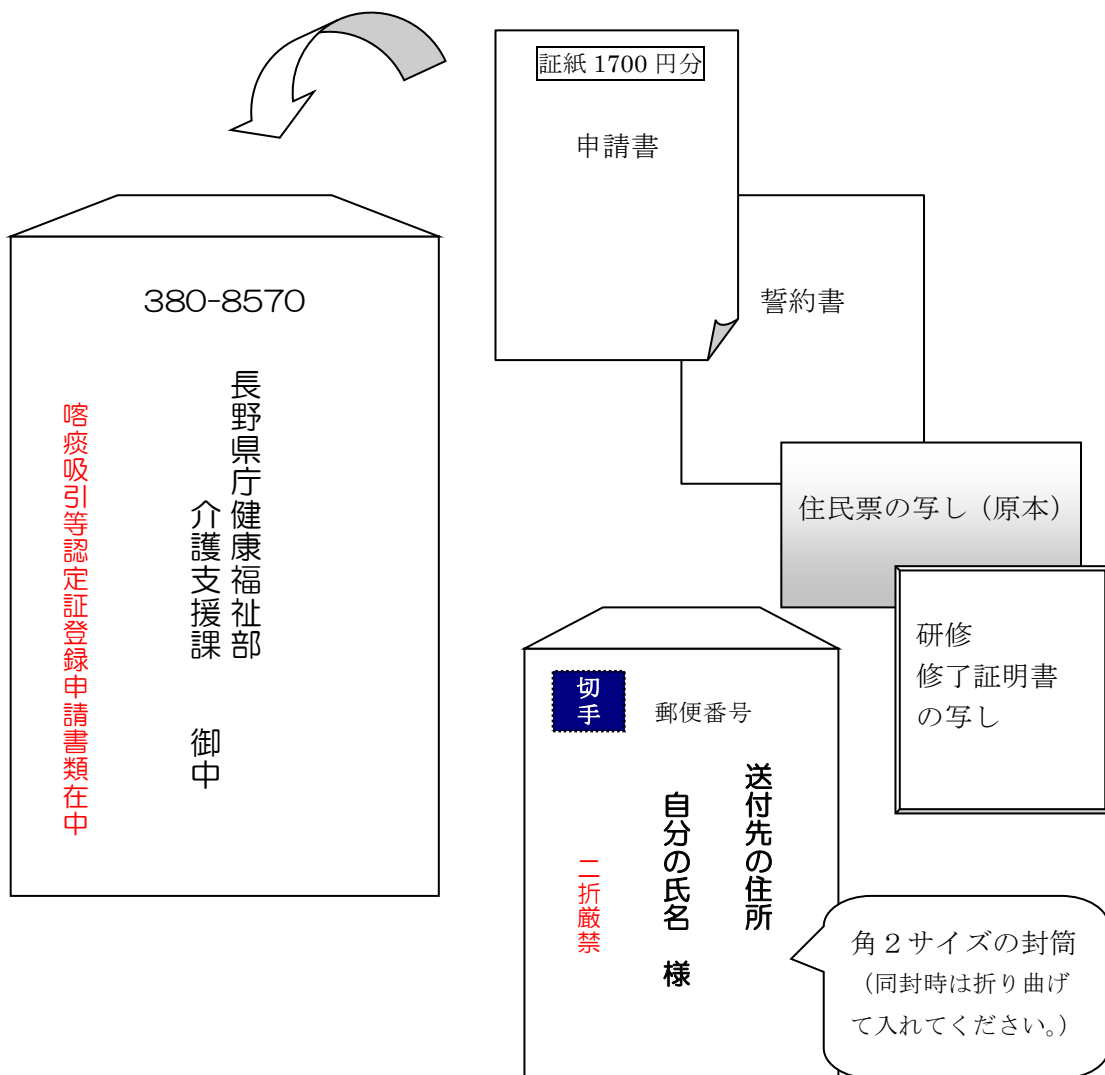 証紙 1700 円分
申請書
誓約書
住民票の写し（原本）
研修
修了証明書
の写し
380-8570
長野県庁健康福祉部
介護支援課　御中
喀痰吸引等認定証登録申請書類在中
切
手
郵便番号
送付先の住所
自分の氏名　様
二折厳禁
角２サイズの封筒
（同封時は折り曲げ
て入れてください。）